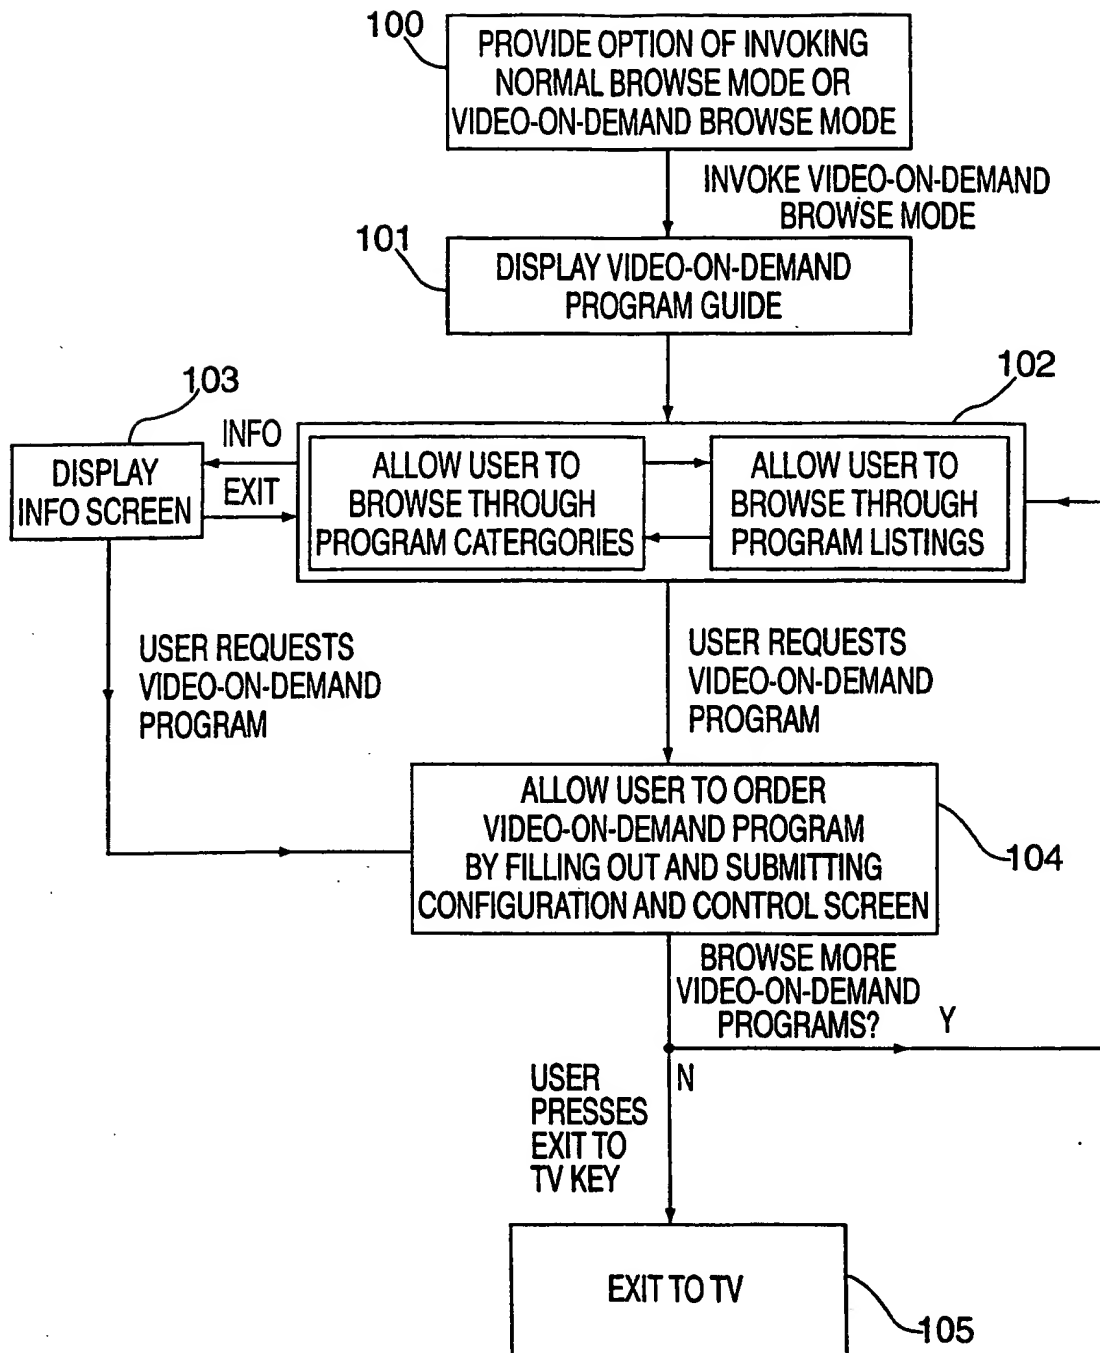 100
PROVIDE OPTION OF INVOKING
NORMAL BROWSE MODE OR
VIDEO-ON-DEMAND BROWSE MODE
INVOKE VIDEO-ON-DEMAND
BROWSE MODE
101
DISPLAY VIDEO-ON-DEMAND
PROGRAM GUIDE
103
102
DISPLAY
INFO SCREEN
INFO
EXIT
ALLOW USER TO
BROWSE THROUGH
PROGRAM CATERGORIES
ALLOW USER TO
BROWSE THROUGH
PROGRAM LISTINGS
USER REQUESTS
VIDEO-ON-DEMAND
PROGRAM
USER REQUESTS
VIDEO-ON-DEMAND
PROGRAM
ALLOW USER TO ORDER
VIDEO-ON-DEMAND PROGRAM
BY FILLING OUT AND SUBMITTING
CONFIGURATION AND CONTROL SCREEN
104
BROWSE MORE
VIDEO-ON-DEMAND
PROGRAMS?
Y
N
USER
PRESSES
EXIT TO
TV KEY
EXIT TO TV
105